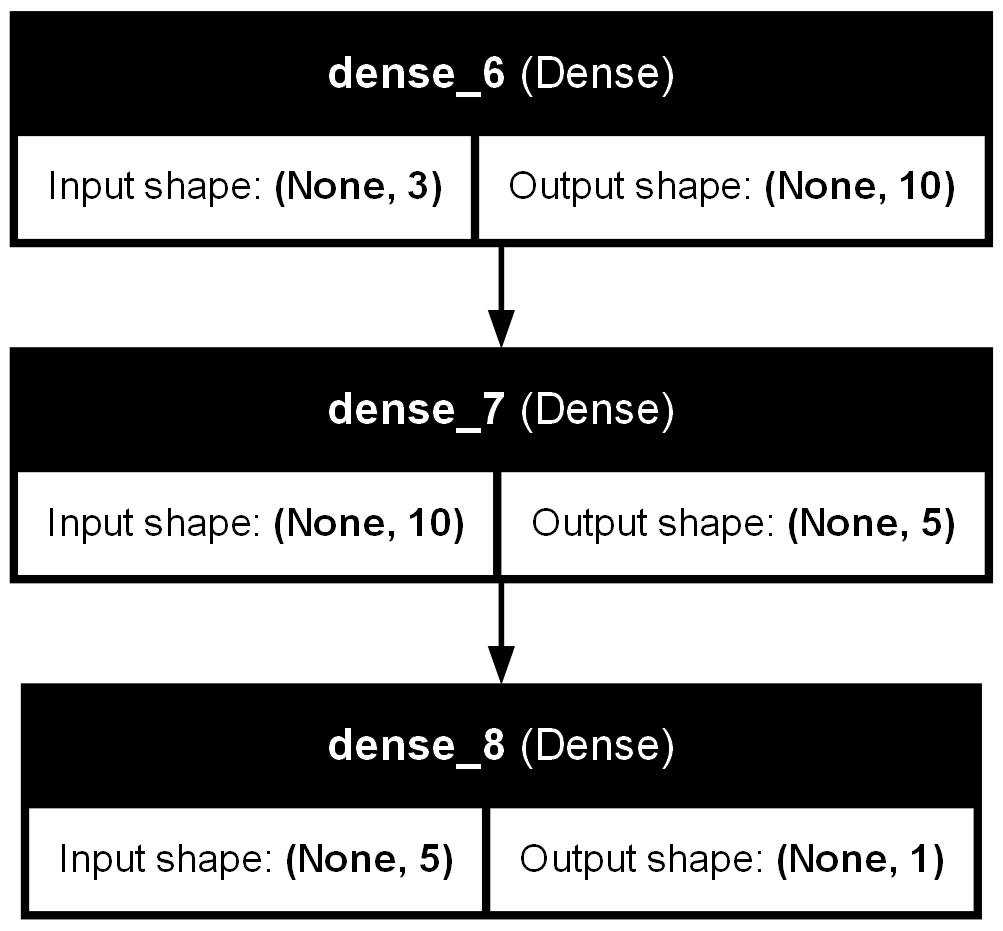 dense_6 (Dense)
Input shape: (None, 3) Output shape: (None, 10)
dense_7 (Dense)
Input shape: (None, 10) Output shape: (None, 5)
dense_8 (Dense)
Input shape: (None, 5) Output shape: (None, 1)